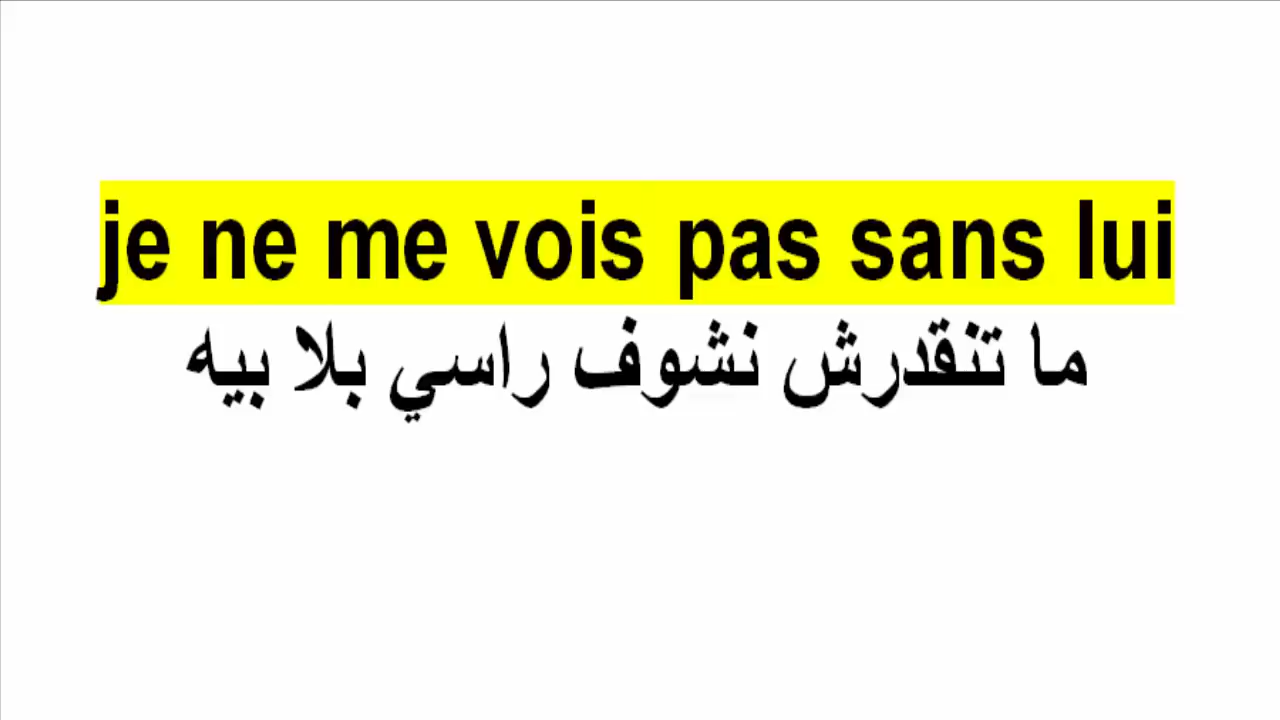 je ne me vois pas sans lui
ما تنقدرش نشوف راسي بلا بيه